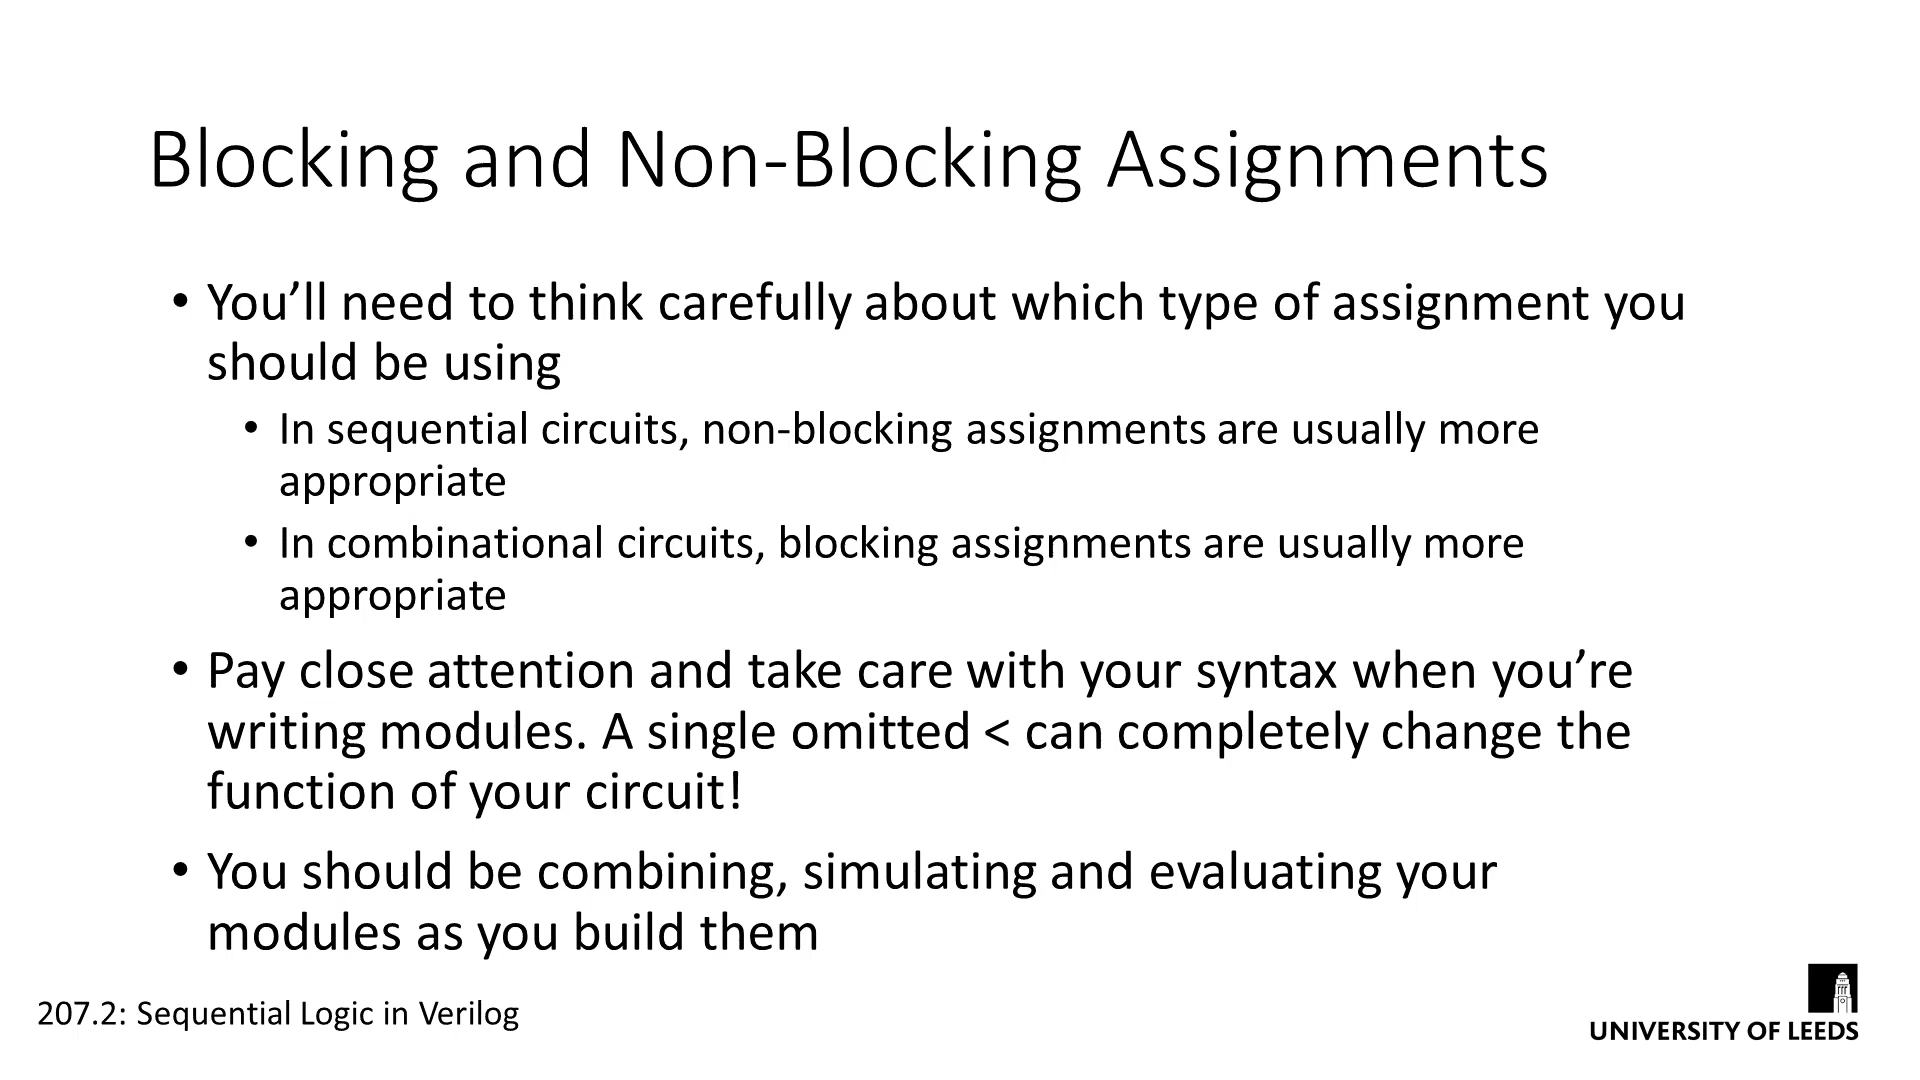 Blocking and Non-Blocking Assignments
• You’ll need to think carefully about which type of assignment you
should be using
• In sequential circuits, non-blocking assignments are usually more
appropriate
• In combinational circuits, blocking assignments are usually more
appropriate
• Pay close attention and take care with your syntax when you’re
writing modules. A single omitted < can completely change the
function of your circuit!
• You should be combining, simulating and evaluating your
modules as you build them
207.2: Sequential Logic in Verilog
UNIVERSITY OF LEEDS